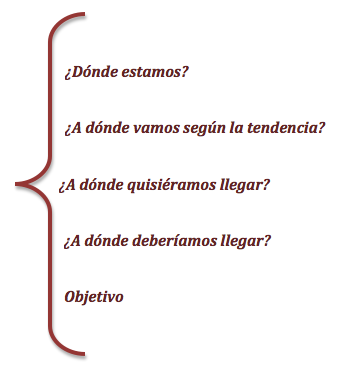 ¿Dónde estamos?
¿A dónde vamos según la tendencia?
¿A dónde quisiéramos llegar?
¿A dónde deberíamos llegar?
Objetivo